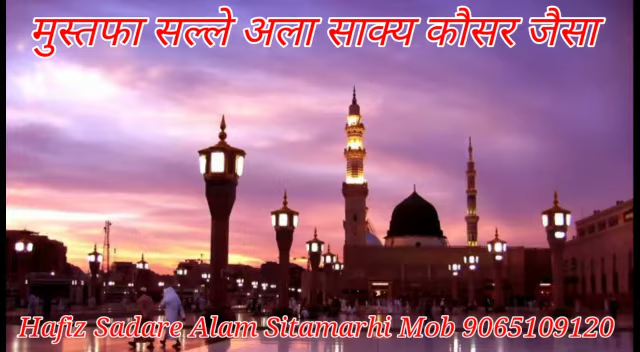 मुस्तफा सल्ले अला साक्य कौसर जैसा
Hafiz Sadare Alam Sitamarhi Mob 9065109120